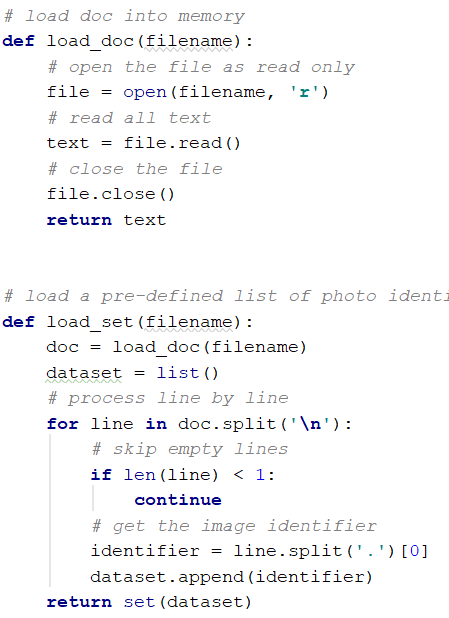 # load doc into memory
def load_doc(filename):
    # open the file as read only
    file = open(filename, 'r')
    # read all text
    text = file.read()
    # close the file
    file.close()
    return text
# load a pre-defined list of photo identi
def load_set(filename):
    doc = load_doc(filename)
    dataset = list()
    # process line by line
    for line in doc.split('\n'):
        # skip empty lines
        if len(line) < 1:
            continue
        # get the image identifier
        identifier = line.split('.')[0]
        dataset.append(identifier)
    return set(dataset)